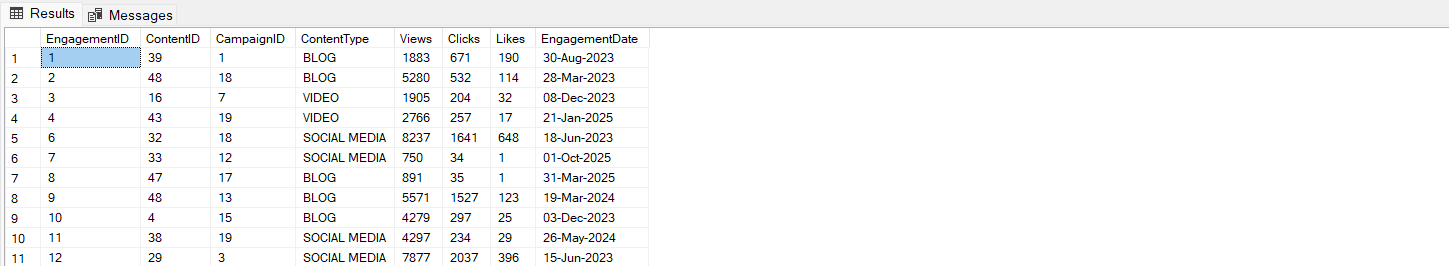 Results Messages
EngagementID ContentID CampaignID ContentType Views Clicks Likes EngagementDate
1 1 39 1 BLOG 1883 671 190 30-Aug-2023
2 2 48 18 BLOG 5280 532 114 28-Mar-2023
3 3 16 7 VIDEO 1905 204 32 08-Dec-2023
4 4 43 19 VIDEO 2766 257 17 21-Jan-2025
5 6 32 18 SOCIAL MEDIA 8237 1641 648 18-Jun-2023
6 7 33 12 SOCIAL MEDIA 750 34 1 01-Oct-2025
7 8 47 17 BLOG 891 35 1 31-Mar-2025
8 9 48 13 BLOG 5571 1527 123 19-Mar-2024
9 10 4 15 BLOG 4279 297 25 03-Dec-2023
10 11 38 19 SOCIAL MEDIA 4297 234 29 26-May-2024
11 12 29 3 SOCIAL MEDIA 7877 2037 396 15-Jun-2023